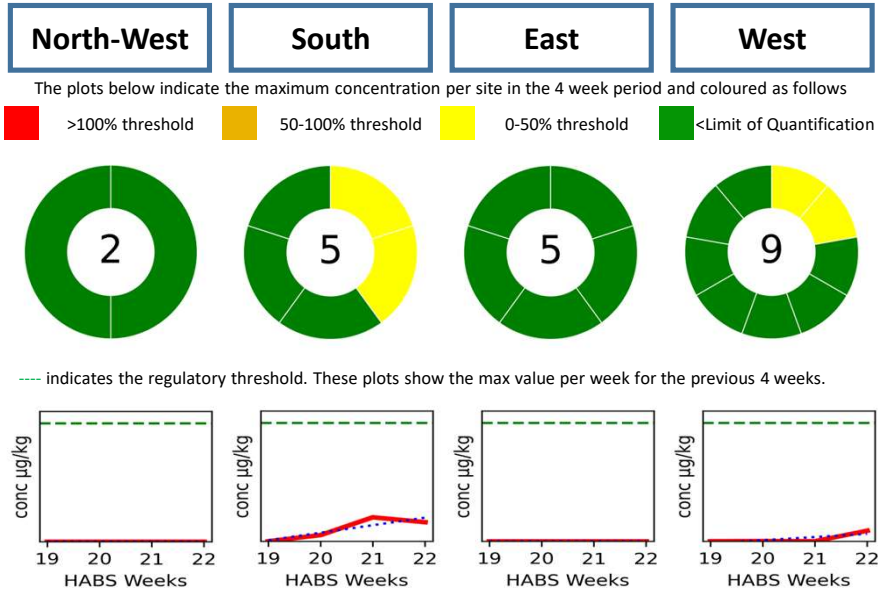 North-West South East West
The plots below indicate the maximum concentration per site in the 4 week period and coloured as follows
>100% threshold 50-100% threshold 0-50% threshold <Limit of Quantification
2 5 5 9
---- indicates the regulatory threshold. These plots show the max value per week for the previous 4 weeks.
conc µg/kg conc µg/kg conc µg/kg conc µg/kg
19 20 21 22 19 20 21 22 19 20 21 22 19 20 21 22
HABS Weeks HABS Weeks HABS Weeks HABS Weeks